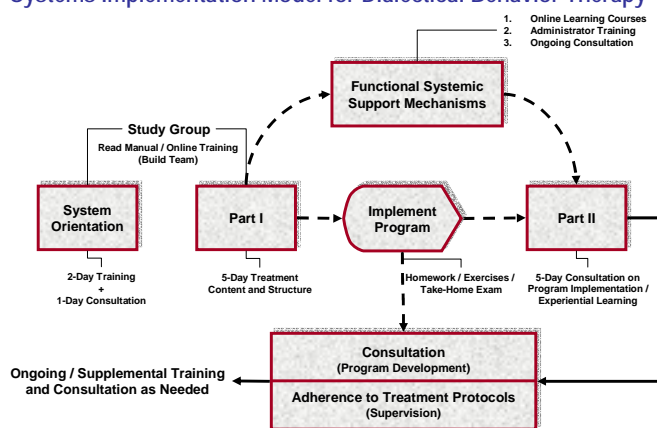 Systems Implementation Model for Dialectical Behavior Therapy
1. Online Learning Courses
2. Administrator Training
3. Ongoing Consultation
Functional Systemic
Support Mechanisms
Study Group
Read Manual / Online Training
(Build Team)
System
Orientation
Part I
Implement
Program
Part II
2-Day Training
+
1-Day Consultation
5-Day Treatment
Content and Structure
Homework / Exercises /
Take-Home Exam
5-Day Consultation on
Program Implementation /
Experiential Learning
Consultation
(Program Development)
Ongoing / Supplemental Training
and Consultation as Needed
Adherence to Treatment Protocols
(Supervision)